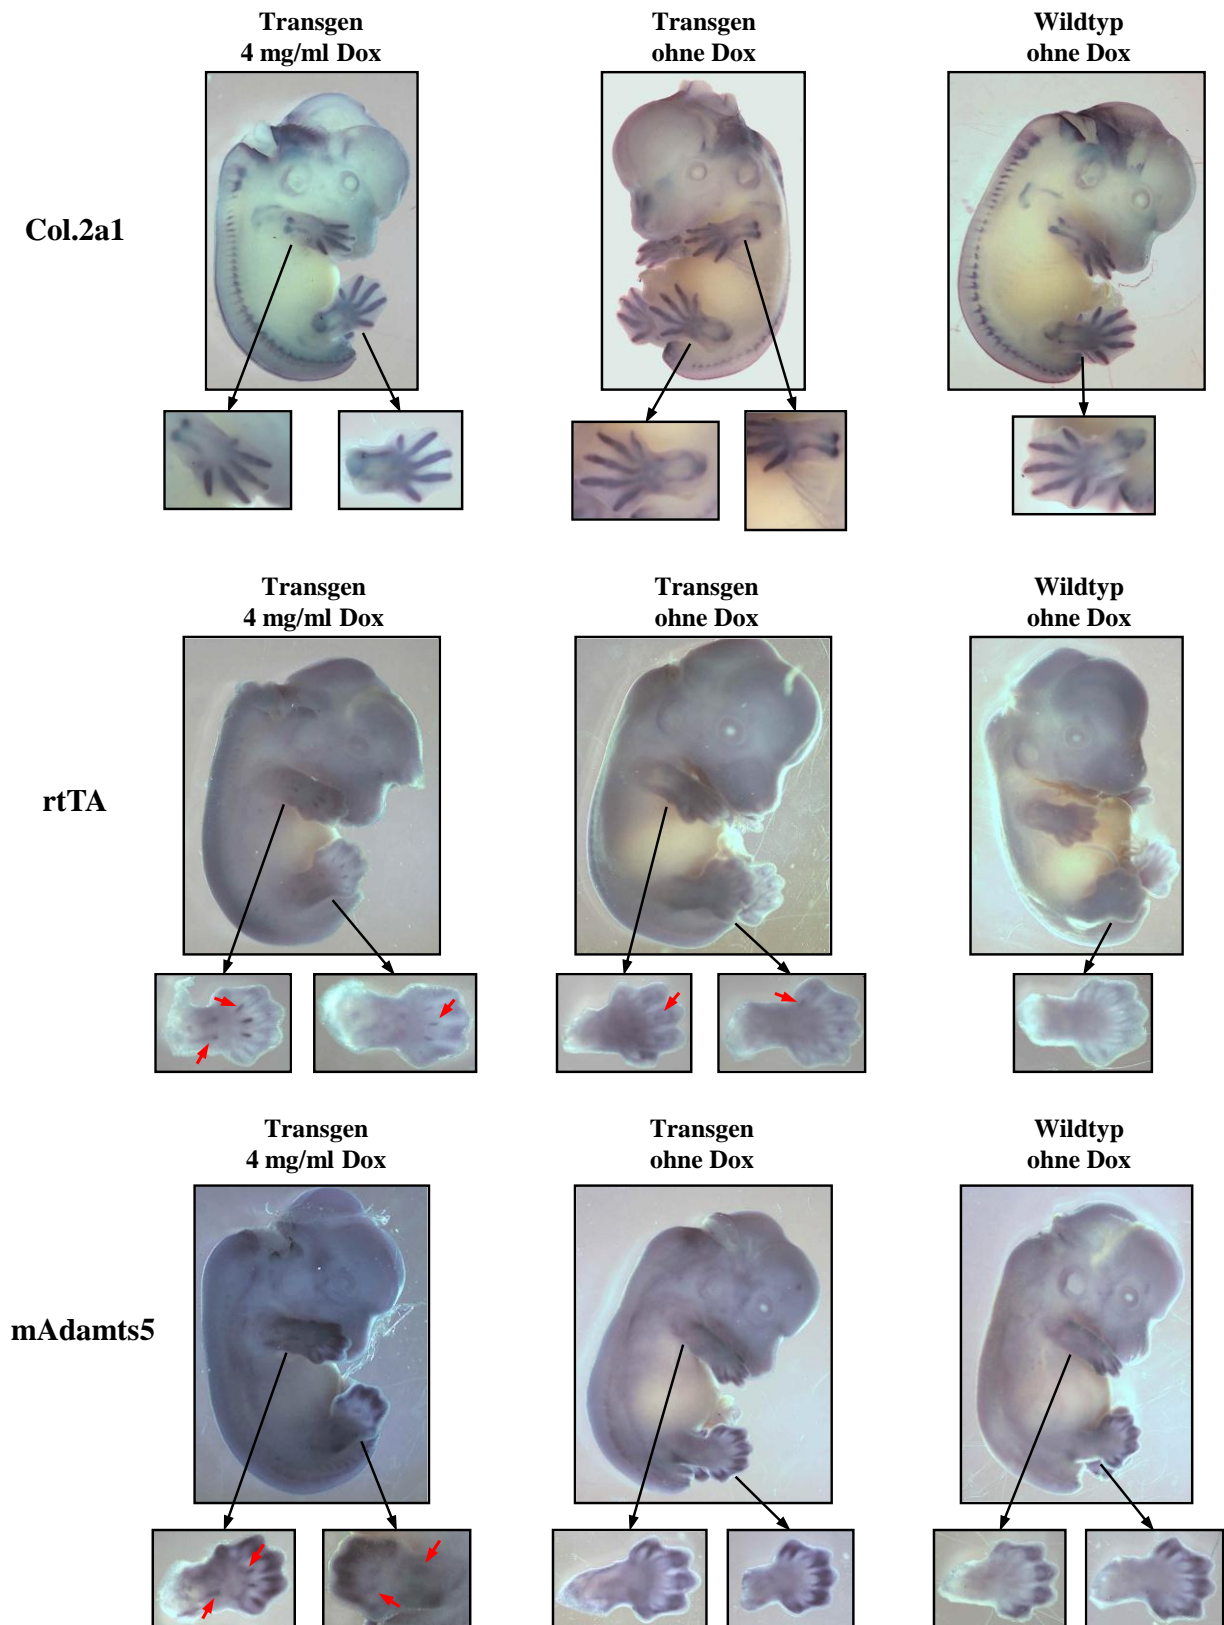 Transgen
4 mg/ml Dox
Transgen
ohne Dox
Wildtyp
ohne Dox
Col.2a1
Transgen
4 mg/ml Dox
Transgen
ohne Dox
Wildtyp
ohne Dox
rtTA
Transgen
4 mg/ml Dox
Transgen
ohne Dox
Wildtyp
ohne Dox
mAdamts5